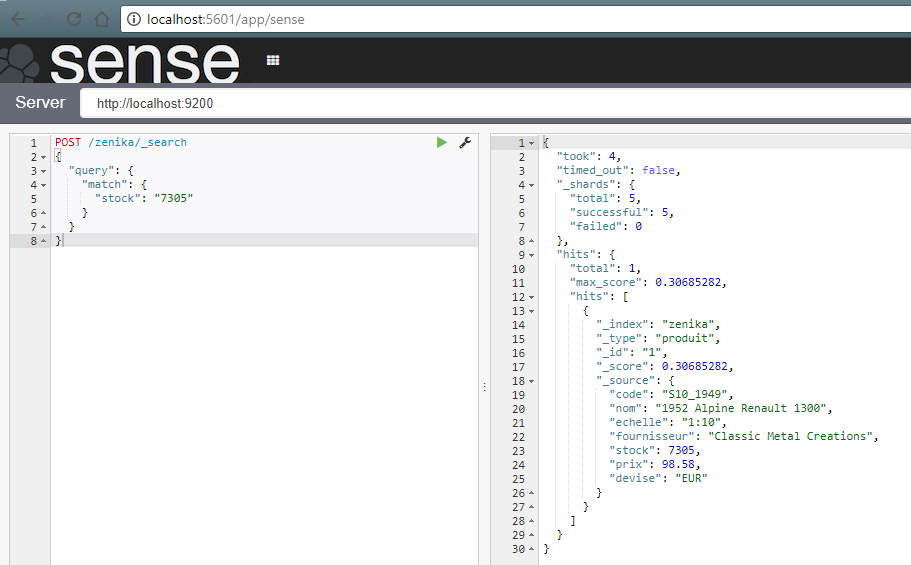 localhost:5601/app/sense
sense
Server
http://localhost:9200
1 POST /zenika/_search
2 {
3 "query": {
4 "match": {
5 "stock": "7305"
6 }
7 }
8 }
1 {
2 "took": 4,
3 "timed_out": false,
4 "_shards": {
5 "total": 5,
6 "successful": 5,
7 "failed": 0
8 },
9 "hits": {
10 "total": 1,
11 "max_score": 0.30685282,
12 "hits": [
13 {
14 "_index": "zenika",
15 "_type": "produit",
16 "_id": "1",
17 "_score": 0.30685282,
18 "_source": {
19 "code": "S10_1949",
20 "nom": "1952 Alpine Renault 1300",
21 "echelle": "1:10",
22 "fournisseur": "Classic Metal Creations",
23 "stock": 7305,
24 "prix": 98.58,
25 "devise": "EUR"
26 }
27 }
28 ]
29 }
30 }